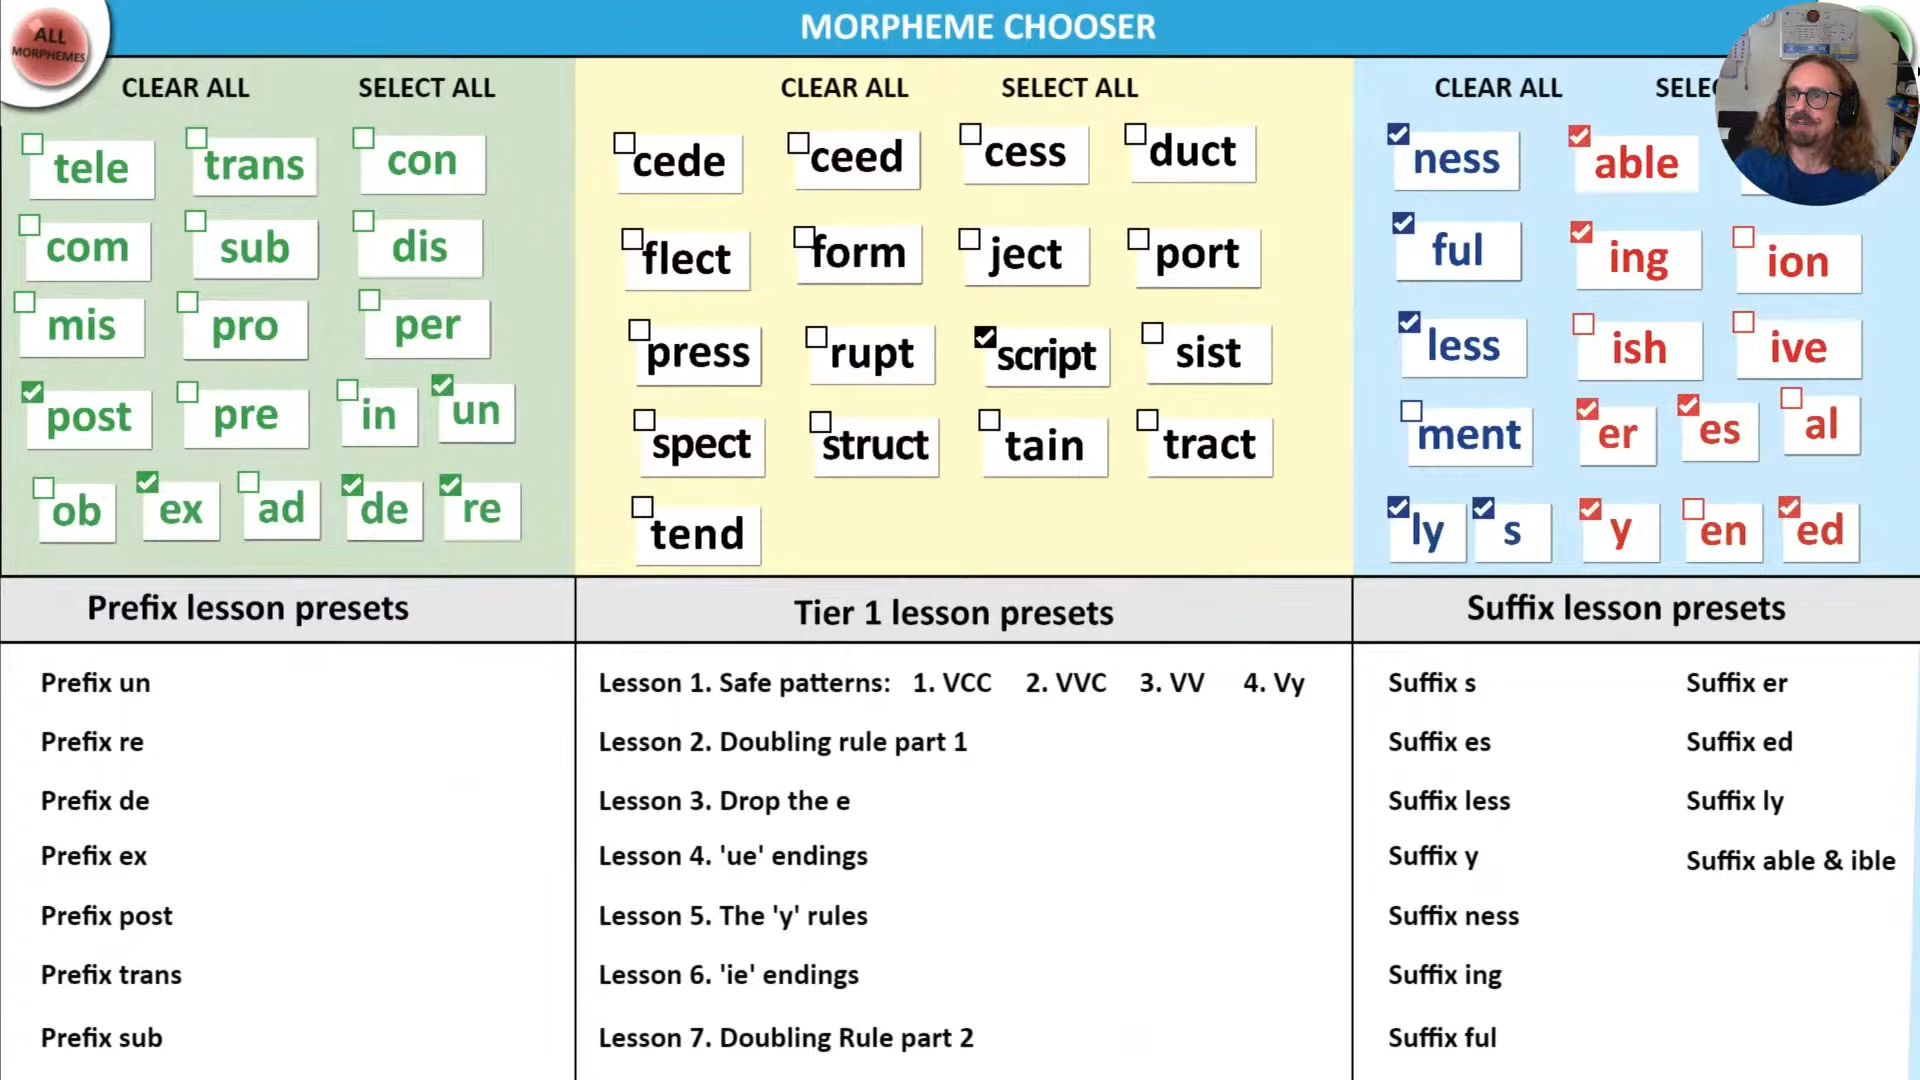 MORPHEME CHOOSER
ALL
MORPHEMES
CLEAR ALL SELECT ALL
tele trans con
com sub dis
mis pro per
post pre in un
ob ex ad de re
CLEAR ALL SELECT ALL
cede ceed cess duct
flect form ject port
press rupt script sist
spect struct tain tract
tend
CLEAR ALL
ness able
ful ing ion
less ish ive
ment er es al
ly s y en ed
Prefix lesson presets
Prefix un
Prefix re
Prefix de
Prefix ex
Prefix post
Prefix trans
Prefix sub
Tier 1 lesson presets
Lesson 1. Safe patterns: 1. VCC 2. VVC 3. VV 4. Vy
Lesson 2. Doubling rule part 1
Lesson 3. Drop the e
Lesson 4. 'ue' endings
Lesson 5. The 'y' rules
Lesson 6. 'ie' endings
Lesson 7. Doubling Rule part 2
Suffix lesson presets
Suffix s Suffix er
Suffix es Suffix ed
Suffix less Suffix ly
Suffix y Suffix able & ible
Suffix ness
Suffix ing
Suffix ful